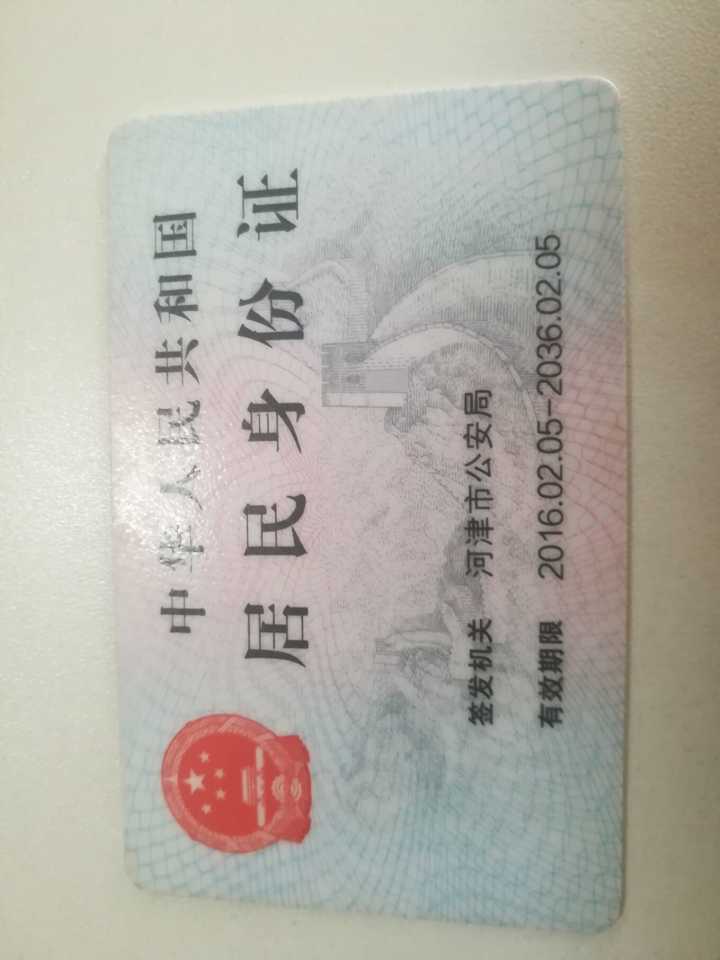 中华人民共和国
居民身份证
签发机关 河津市公安局
有效期限 2016.02.05-2036.02.05